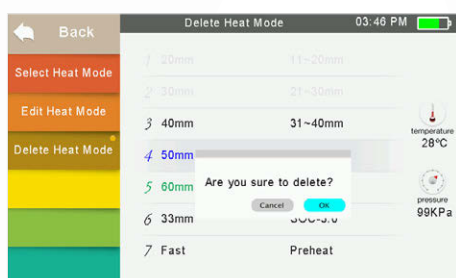 Back
Delete Heat Mode
03:46 PM
Select Heat Mode
Edit Heat Mode
Delete Heat Mode
1 20mm 11~20mm
2 30mm 21~30mm
3 40mm 31~40mm
4 50mm
5 60mm
6 33mm
7 Fast Preheat
Are you sure to delete?
Cancel OK
temperature
28°C
pressure
99KPa